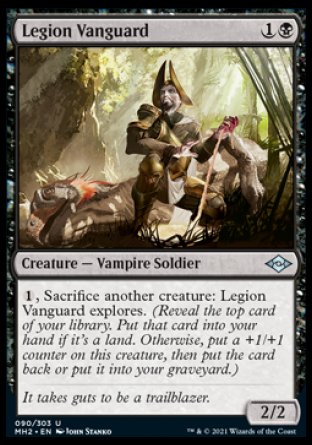 Legion Vanguard 1
Creature — Vampire Soldier
1, Sacrifice another creature: Legion
Vanguard explores. (Reveal the top card
of your library. Put that card into your
hand if it's a land. Otherwise, put a +1/+1
counter on this creature, then put the card
back or put it into your graveyard.)
It takes guts to be a trailblazer.
2/2
090/303 U
MH2 • EN John Stanko
™ & © 2021 Wizards of the Coast